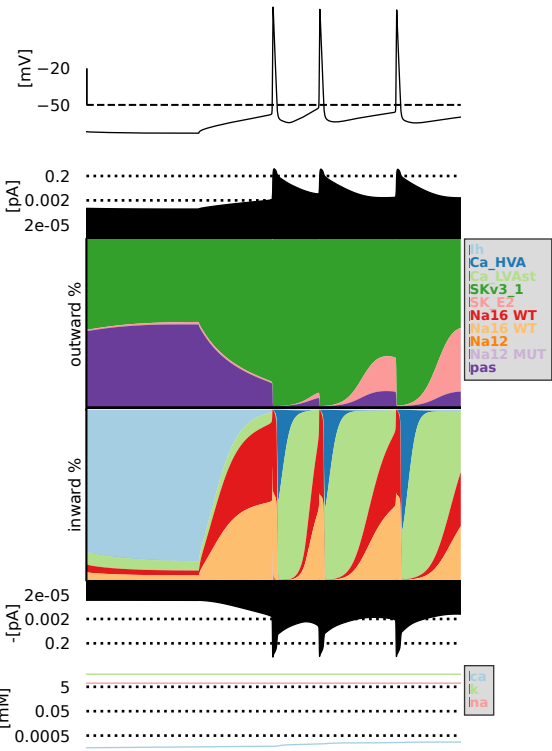 [mV]
−20
−50
[pA]
0.2
0.002
2e-05
outward %
Ih
Ca_HVA
Ca_LVAst
SKv3_1
SK_E2
Na16 WT
Na16 WT
Na12
Na12 MUT
pas
inward %
-[pA]
2e-05
0.002
0.2
[mM]
5
0.05
0.0005
ca
k
na